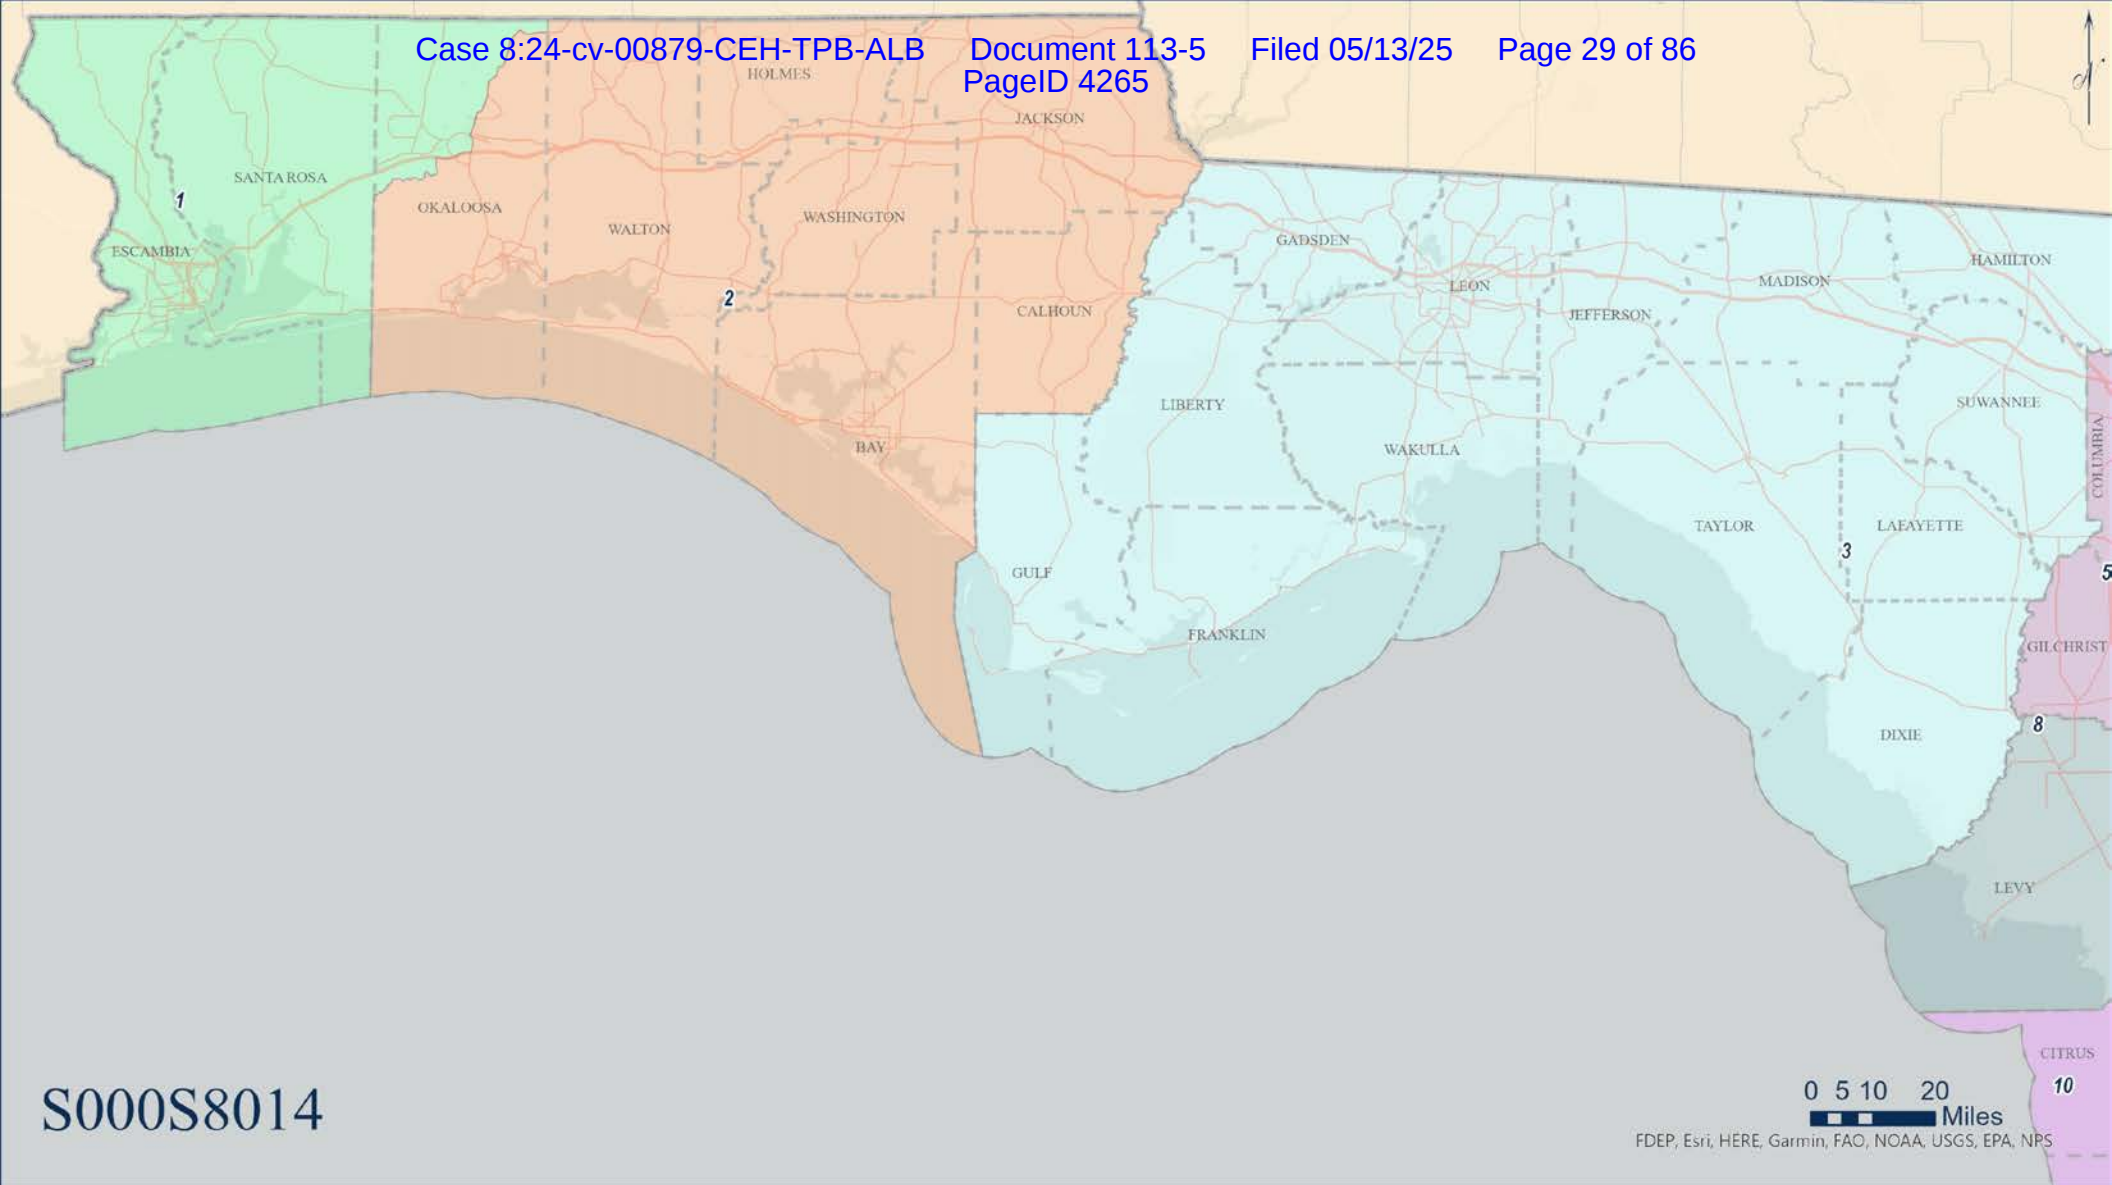 Case 8:24-cv-00879-CEH-TPB-ALB Document 113-5 Filed 05/13/25 Page 29 of 86
PageID 4265
N
HOLMES
JACKSON
SANTA ROSA
1
OKALOOSA
WALTON
WASHINGTON
ESCAMBIA
GADSDEN
HAMILTON
MADISON
LEON
2
CALHOUN
JEFFERSON
LIBERTY
SUWANNEE
BAY
WAKULLA
COLUMBIA
TAYLOR
LAFAYETTE
3
GULF
5
FRANKLIN
GILCHRIST
8
DIXIE
LEVY
CITRUS
10
S000S8014
0 5 10 20
Miles
FDEP, Esri, HERE, Garmin, FAO, NOAA, USGS, EPA, NPS